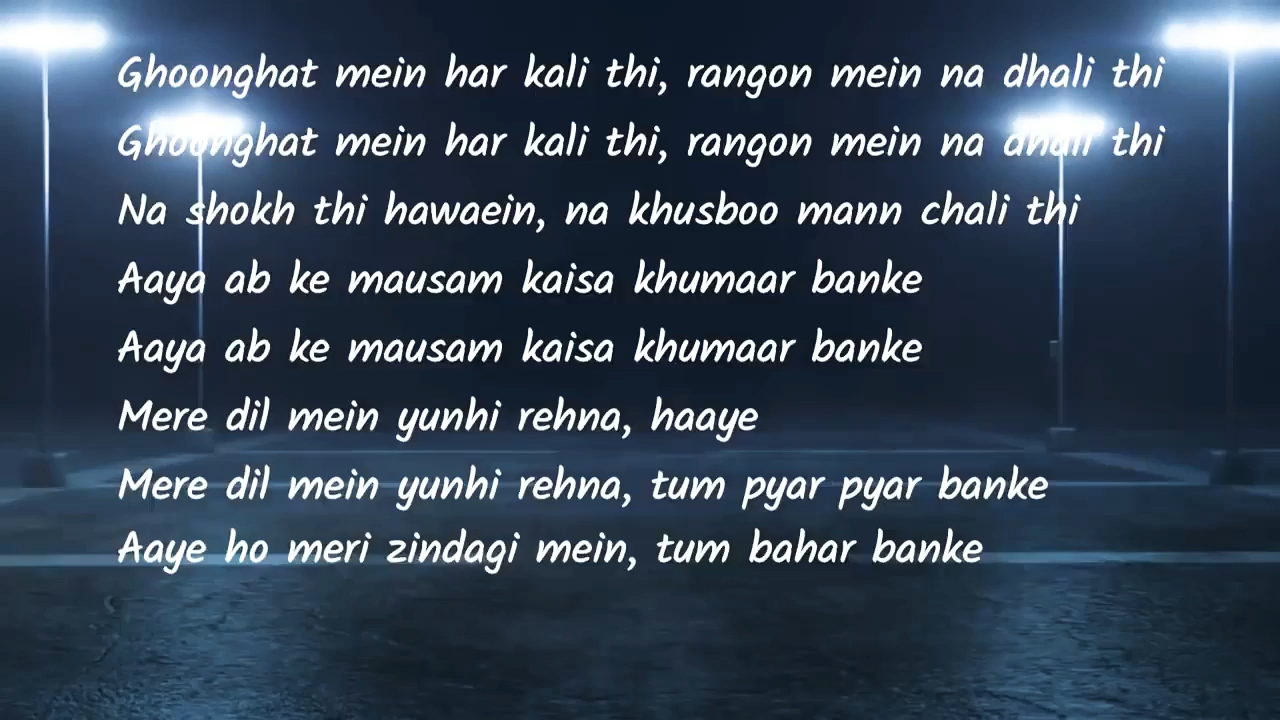 Ghoonghat mein har kali thi, rangon mein na dhali thi
Ghoonghat mein har kali thi, rangon mein na dhali thi
Na shokh thi hawaein, na khusboo mann chali thi
Aaya ab ke mausam kaisa khumaar banke
Aaya ab ke mausam kaisa khumaar banke
Mere dil mein yunhi rehna, haaye
Mere dil mein yunhi rehna, tum pyar pyar banke
Aaye ho meri zindagi mein, tum bahar banke